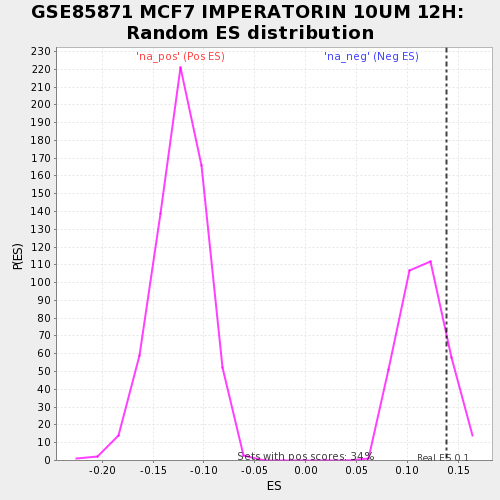 GSE85871 MCF7 IMPERATORIN 10UM 12H:
Random ES distribution
'na_pos' (Pos ES)
'na_neg' (Neg ES)
230
220
210
200
190
180
170
160
150
140
130
120
110
100
90
80
70
60
50
40
30
20
10
0
P(ES)
Sets with pos scores: 34%
Real ES 0.1
-0.20 -0.15 -0.10 -0.05 0.00 0.05 0.10 0.15
ES